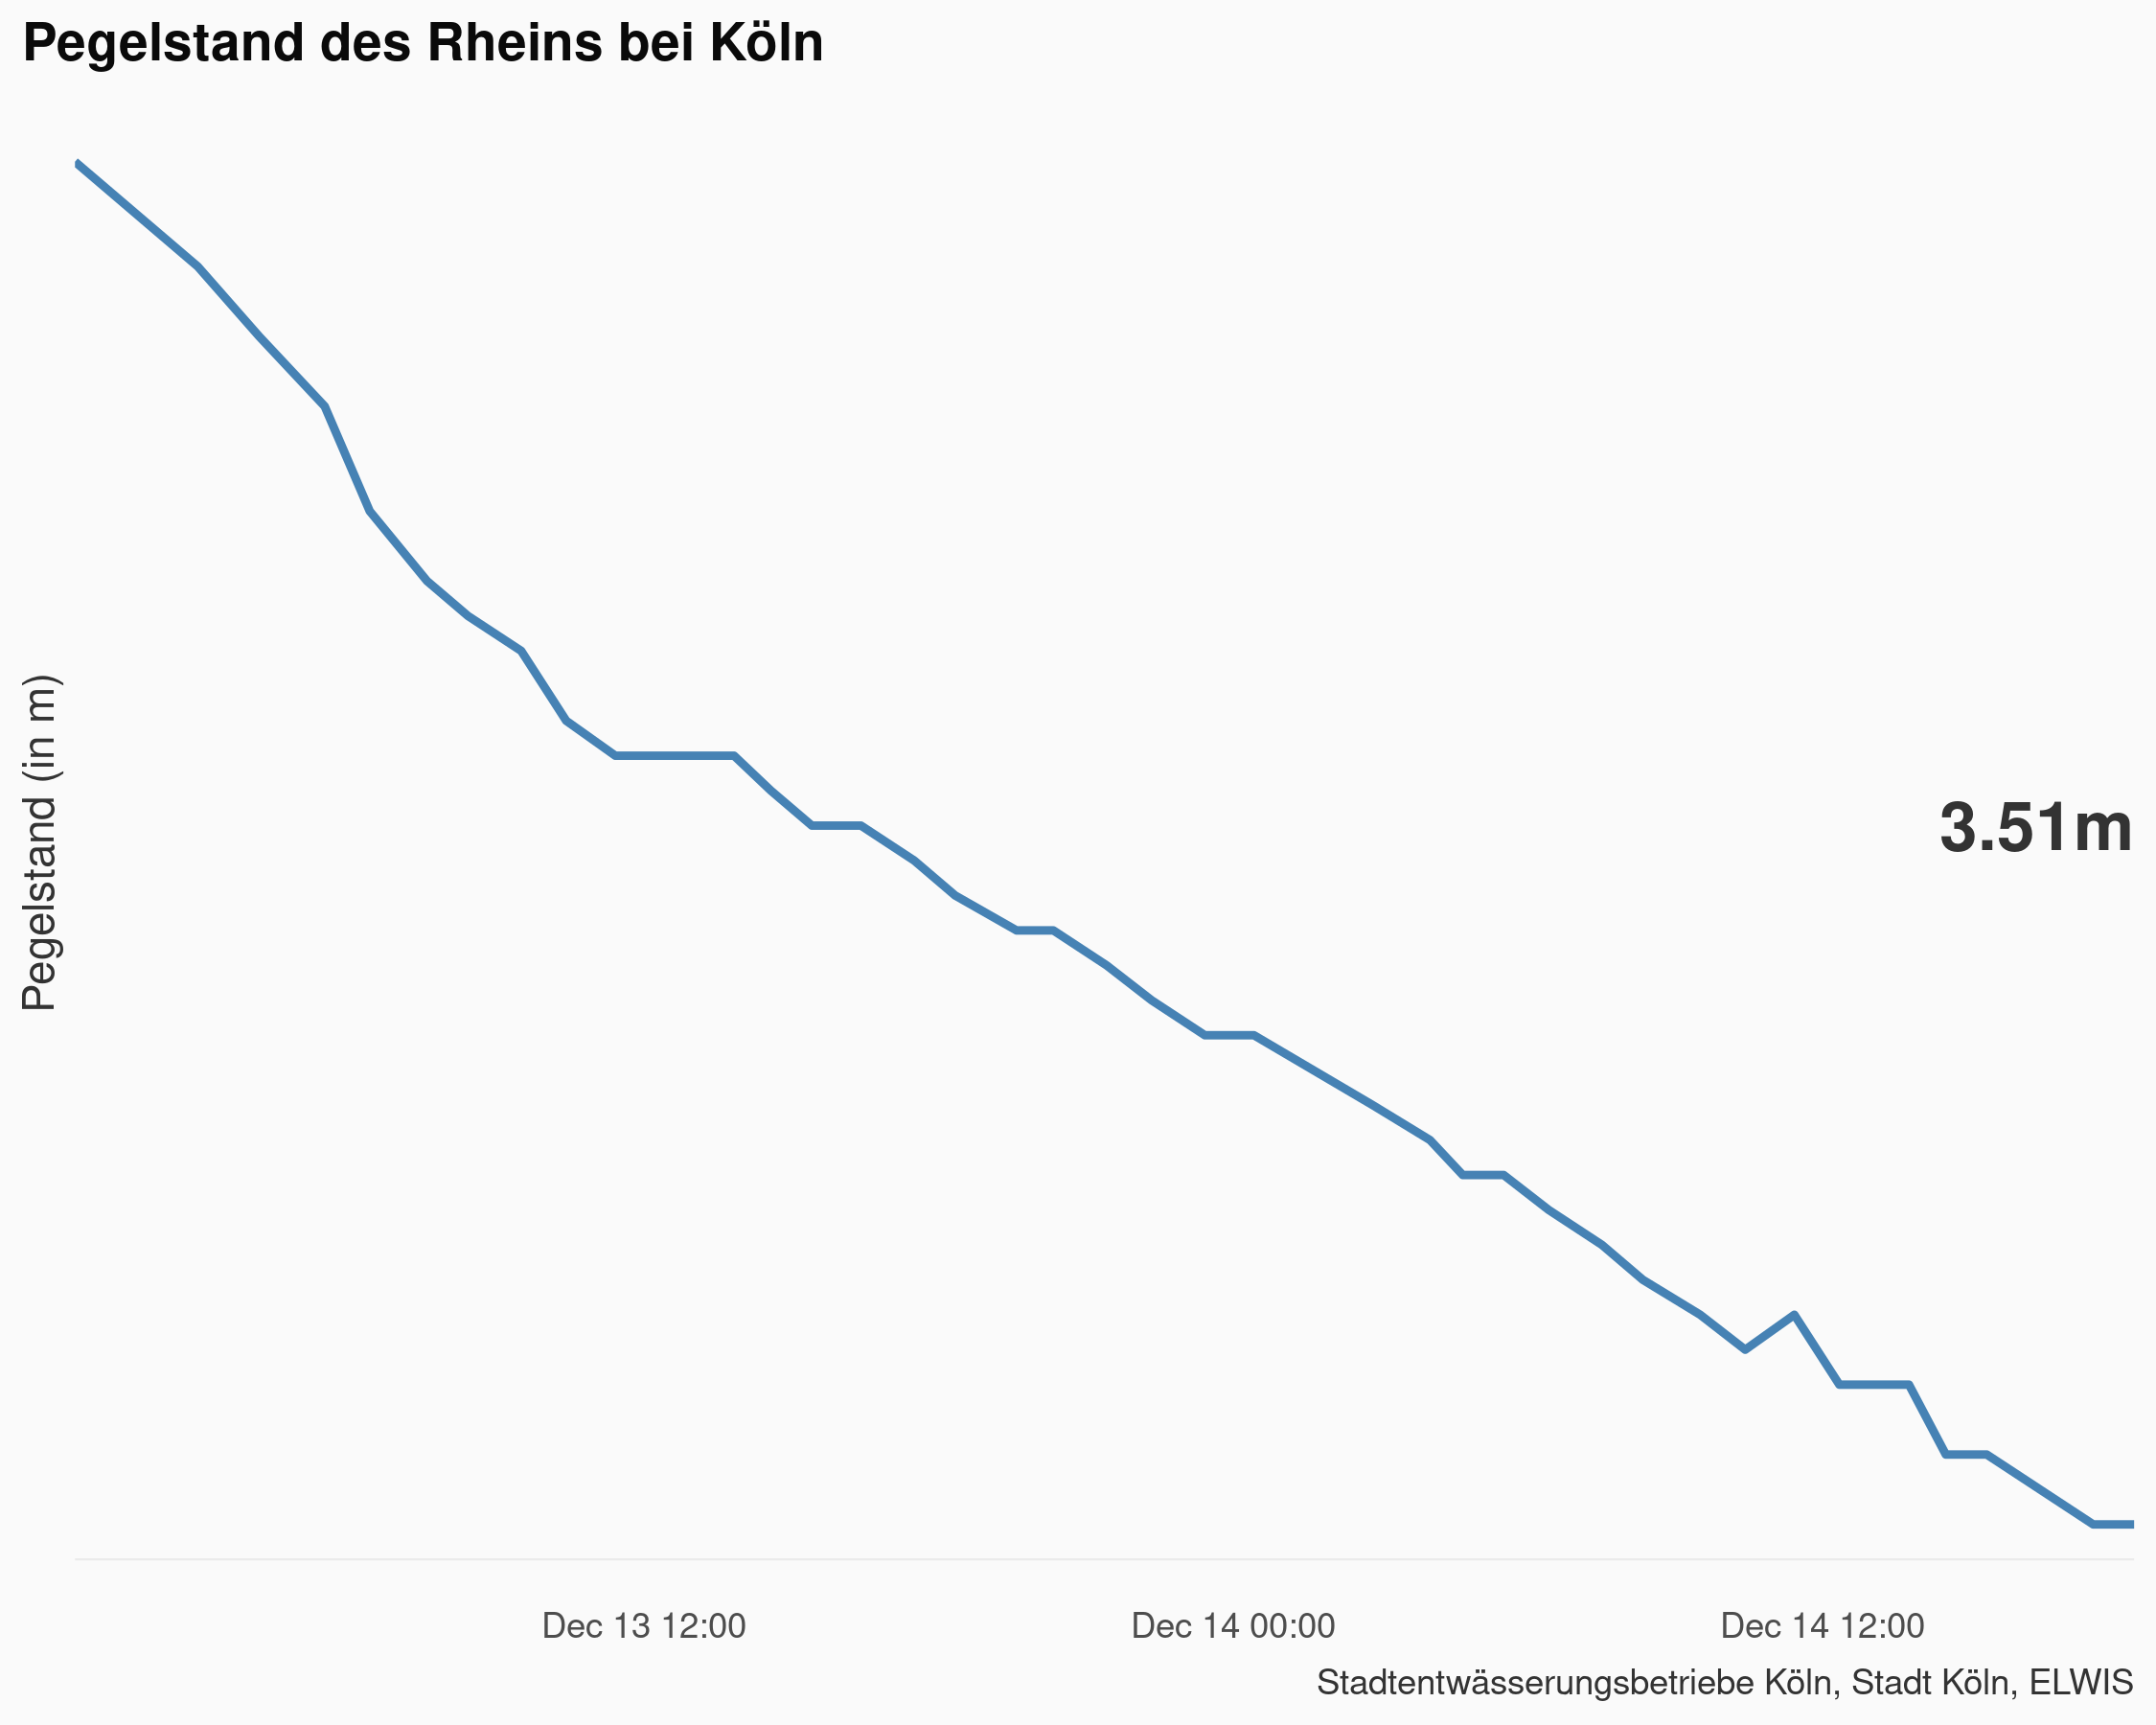 Pegelstand des Rheins bei Köln
Pegelstand (in m)
3.51m
Dec 13 12:00
Dec 14 00:00
Dec 14 12:00
Stadtentwässerungsbetriebe Köln, Stadt Köln, ELWIS